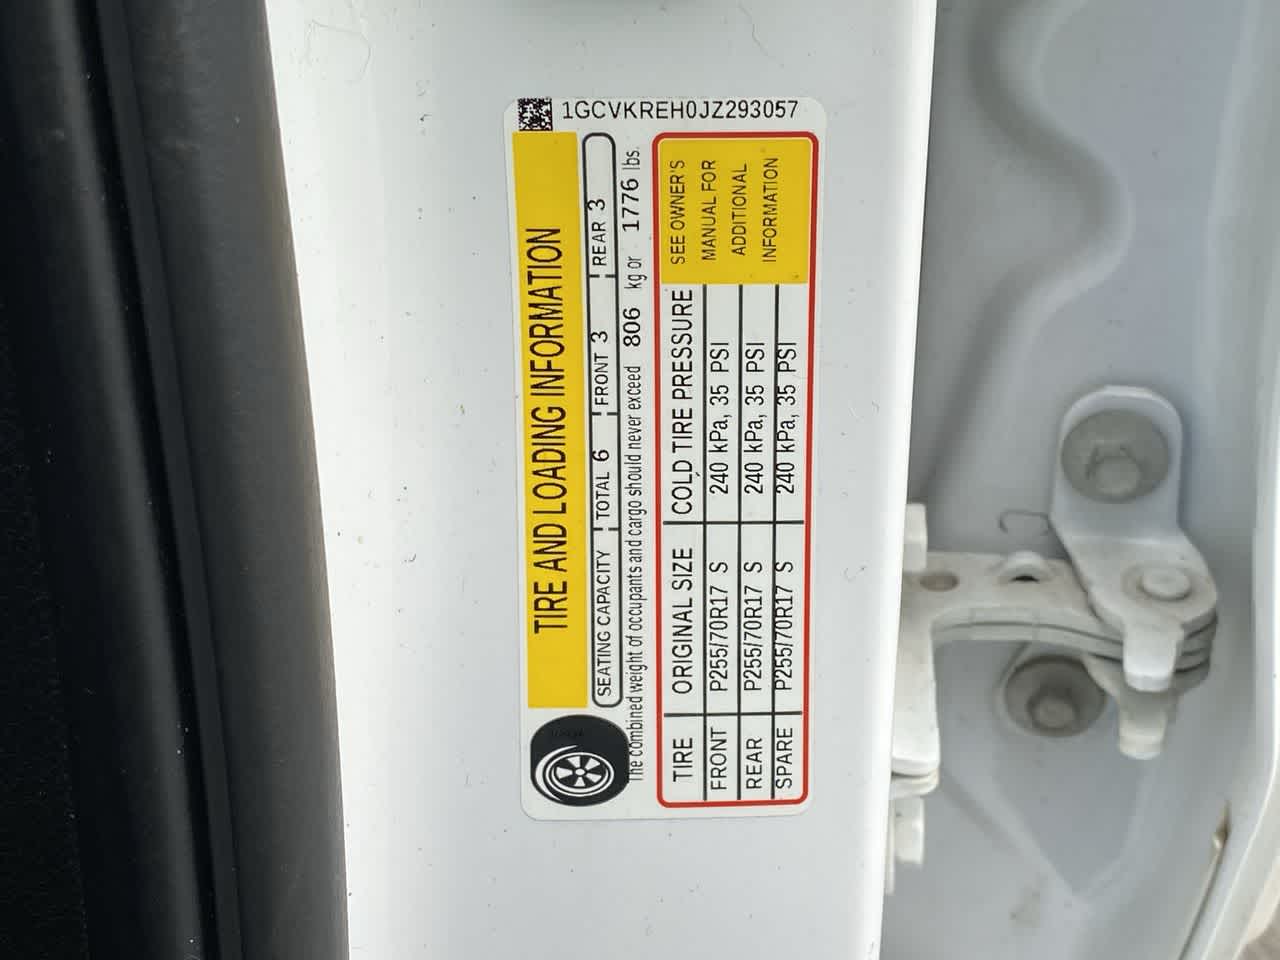 1GCVKREH0JZ293057
TIRE AND LOADING INFORMATION
SEATING CAPACITY TOTAL 6 FRONT 3 REAR 3
The combined weight of occupants and cargo should never exceed 806 kg or 1776 lbs.
TIRE ORIGINAL SIZE COLD TIRE PRESSURE
FRONT P255/70R17 S 240 kPa, 35 PSI
REAR P255/70R17 S 240 kPa, 35 PSI
SPARE P255/70R17 S 240 kPa, 35 PSI
SEE OWNER'S
MANUAL FOR
ADDITIONAL
INFORMATION